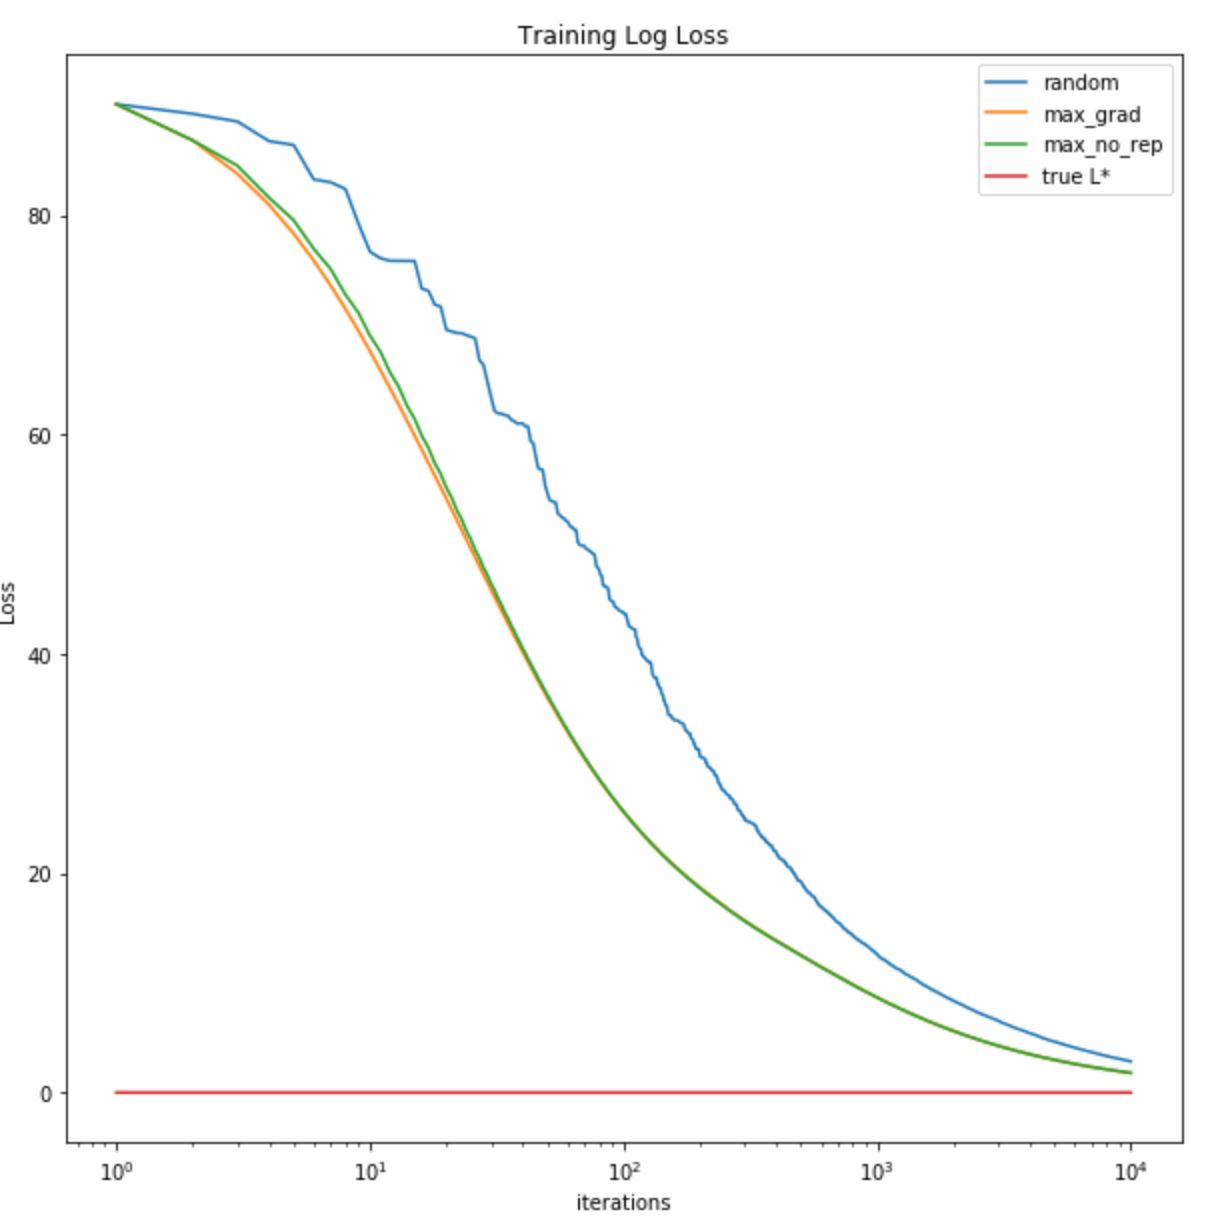 Training Log Loss
random
max_grad
max_no_rep
true L*
80
60
40
20
0
Loss
10⁰ 10¹ 10² 10³ 10⁴
iterations